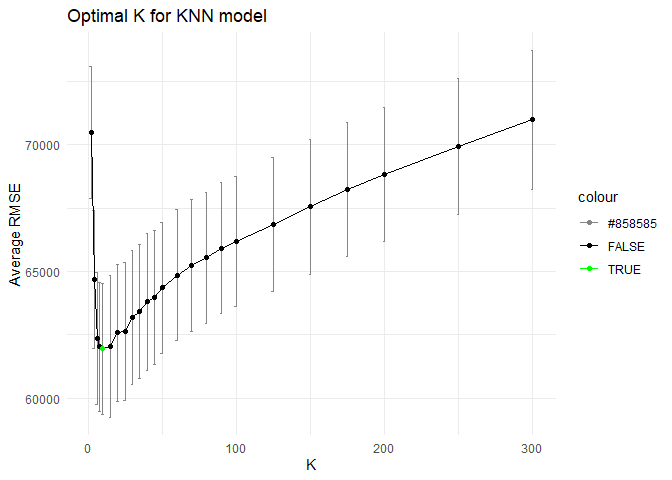 Optimal K for KNN model
Average RMSE
70000
65000
60000
0
100
200
300
K
colour
#858585
FALSE
TRUE